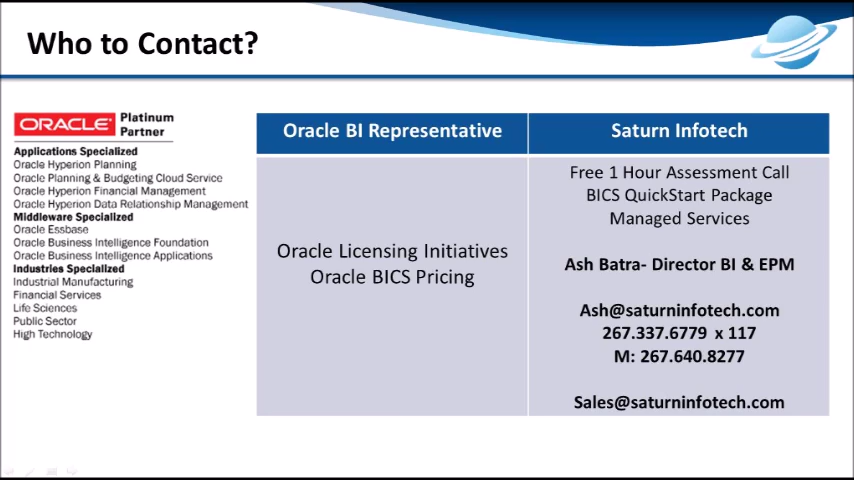 Who to Contact?
ORACLE Platinum
Partner
Applications Specialized
Oracle Hyperion Planning
Oracle Planning & Budgeting Cloud Service
Oracle Hyperion Financial Management
Oracle Hyperion Data Relationship Management
Middleware Specialized
Oracle Essbase
Oracle Business Intelligence Foundation
Oracle Business Intelligence Applications
Industries Specialized
Industrial Manufacturing
Financial Services
Life Sciences
Public Sector
High Technology
Oracle BI Representative
Oracle Licensing Initiatives
Oracle BICS Pricing
Saturn Infotech
Free 1 Hour Assessment Call
BICS QuickStart Package
Managed Services
Ash Batra- Director BI & EPM
Ash@saturninfotech.com
267.337.6779 x 117
M: 267.640.8277
Sales@saturninfotech.com